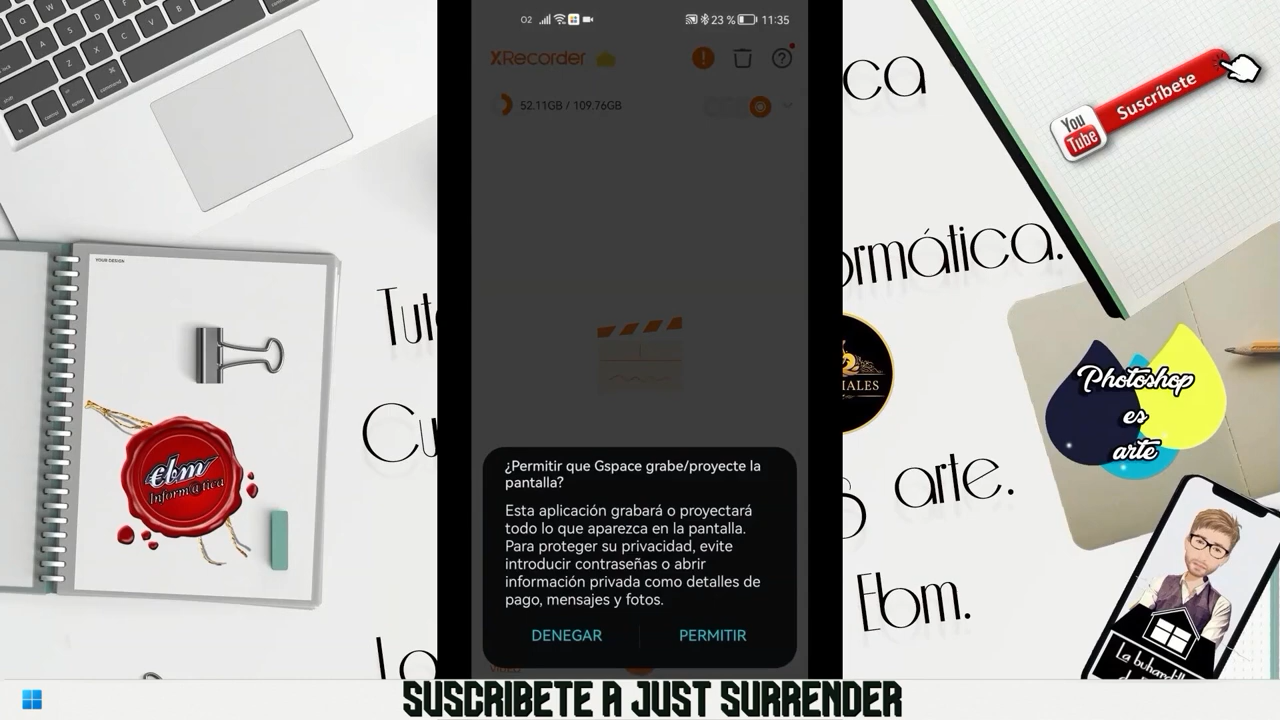 O2
23 %
11:35
XRecorder
52.11GB / 109.76GB
¿Permitir que Gspace grabe/proyecte la
pantalla?
Esta aplicación grabará o proyectará
todo lo que aparezca en la pantalla.
Para proteger su privacidad, evite
introducir contraseñas o abrir
información privada como detalles de
pago, mensajes y fotos.
DENEGAR
PERMITIR
YOUR DESIGN
Ebm
Informática
ca
ormática.
arte.
Ebm.
You
Tube
Suscríbete
Photoshop
es
arte
SUSCRIBETE A JUST SURRENDER